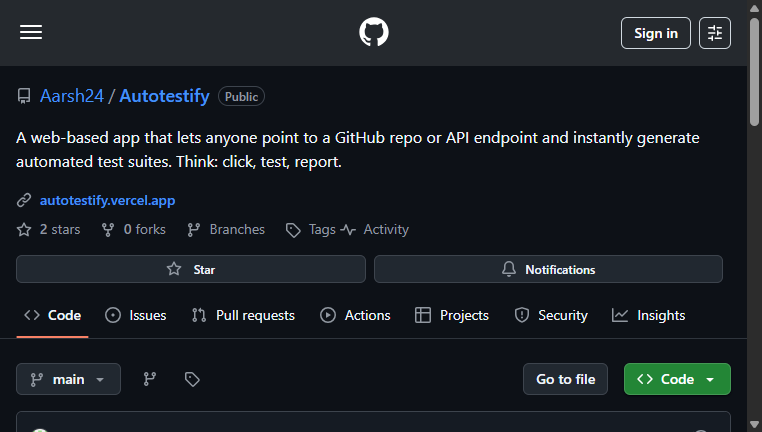 Sign in
Aarsh24 / Autotestify Public
A web-based app that lets anyone point to a GitHub repo or API endpoint and instantly generate
automated test suites. Think: click, test, report.
autotestify.vercel.app
2 stars 0 forks Branches Tags Activity
Star Notifications
Code Issues Pull requests Actions Projects Security Insights
main Go to file Code